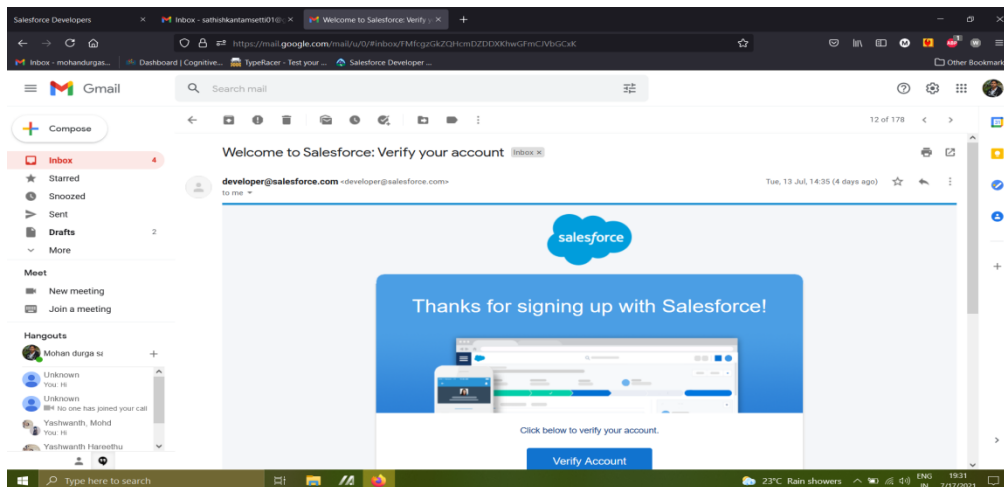 Salesforce Developers
Inbox - sathishkantamsetti01@
Welcome to Salesforce: Verify y
https://mail.google.com/mail/u/0/#inbox/FMfcgzGkZQHcmDZDDXKhwGFmCJVbGCxK
Inbox - mohandurgas...
Dashboard | Cognitive...
TypeRacer - Test your ...
Salesforce Developer ...
Other Bookmark
Gmail
Search mail
Compose
12 of 178
Inbox 4
Starred
Snoozed
Sent
Drafts 2
More
Meet
New meeting
Join a meeting
Hangouts
Mohan durga sa
Unknown
You: Hi
Unknown
No one has joined your call
Yashwanth, Mohd
You: Hi
Yashwanth Hareethu
Welcome to Salesforce: Verify your account Inbox ×
developer@salesforce.com <developer@salesforce.com>
to me
Tue, 13 Jul, 14:35 (4 days ago)
salesforce
Thanks for signing up with Salesforce!
Click below to verify your account.
Verify Account
Type here to search
23°C Rain showers
ENG
IN
19:31
7/17/2021